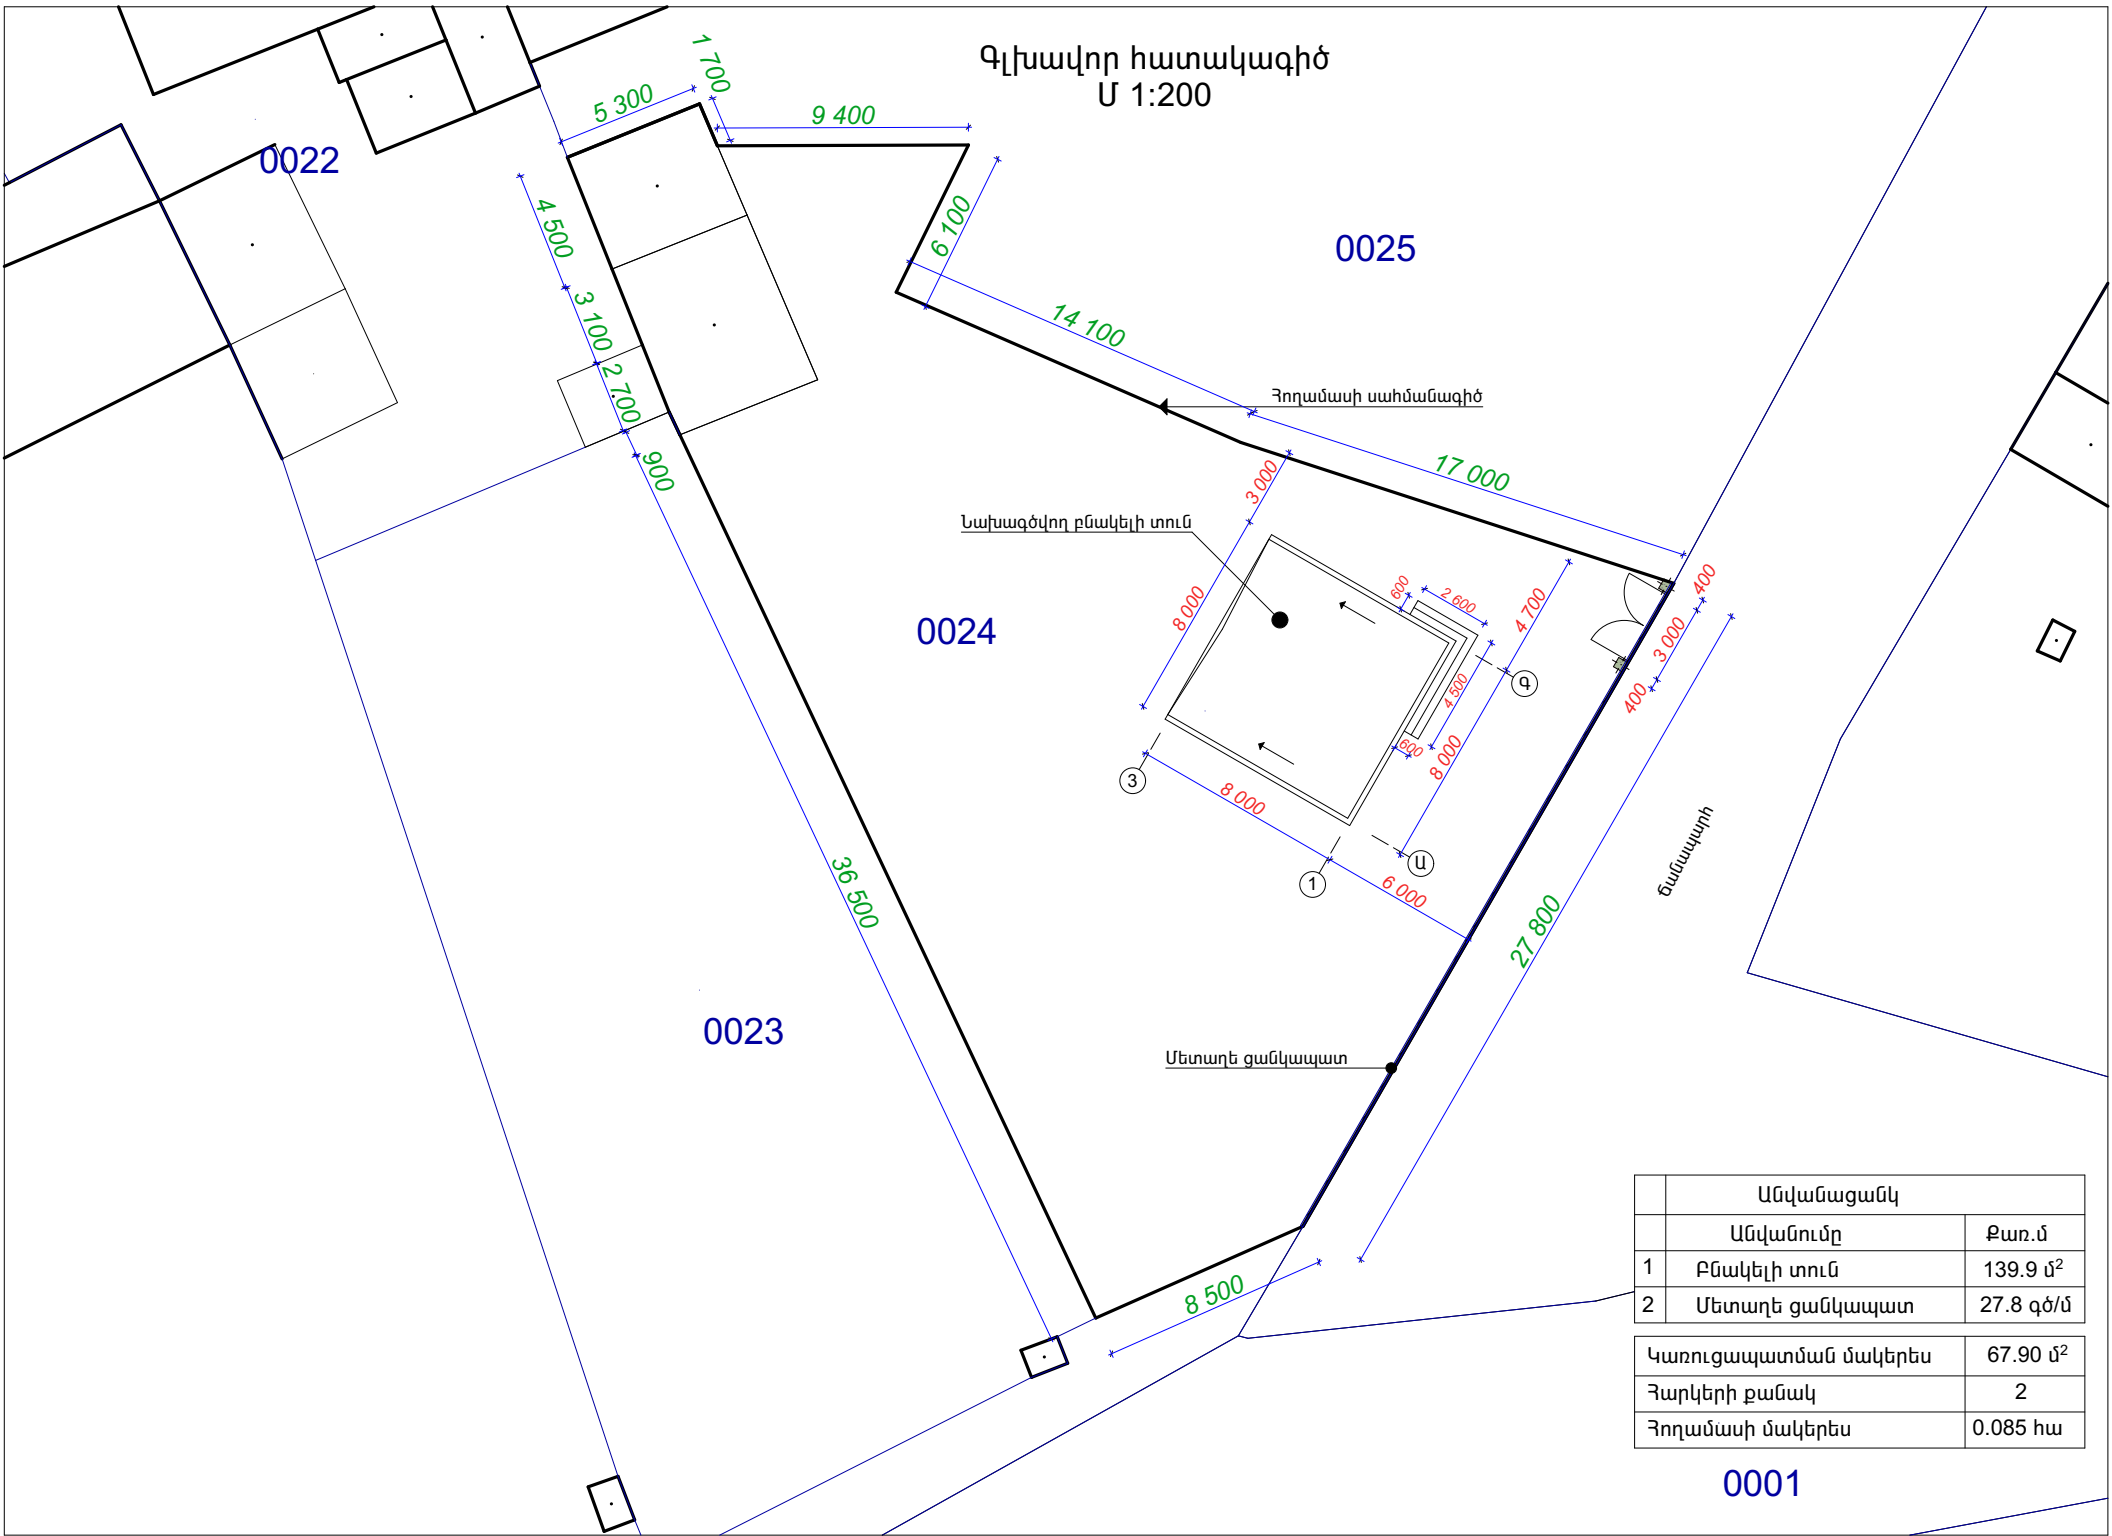 Գլխավոր հատակագիծ
Մ 1:200
1 700
5 300
9 400
0022
4 500
6 100
0025
3 100
14 100
2 700
Հողամասի սահմանագիծ
900
17 000
3 000
Նախագծվող բնակելի տուն
600
2 600
400
8 000
4 700
0024
3 000
4 500
Գ
400
600
8 000
3
8 000
ճանապարհ
Ա
1
6 000
36 500
27 800
0023
Մետաղե ցանկապատ
Անվանացանկ
Անվանումը Քառ.մ
1 Բնակելի տուն 139.9 մ²
2 Մետաղե ցանկապատ 27.8 գծ/մ
8 500
Կառուցապատման մակերես 67.90 մ²
Հարկերի քանակ 2
Հողամասի մակերես 0.085 հա
0001